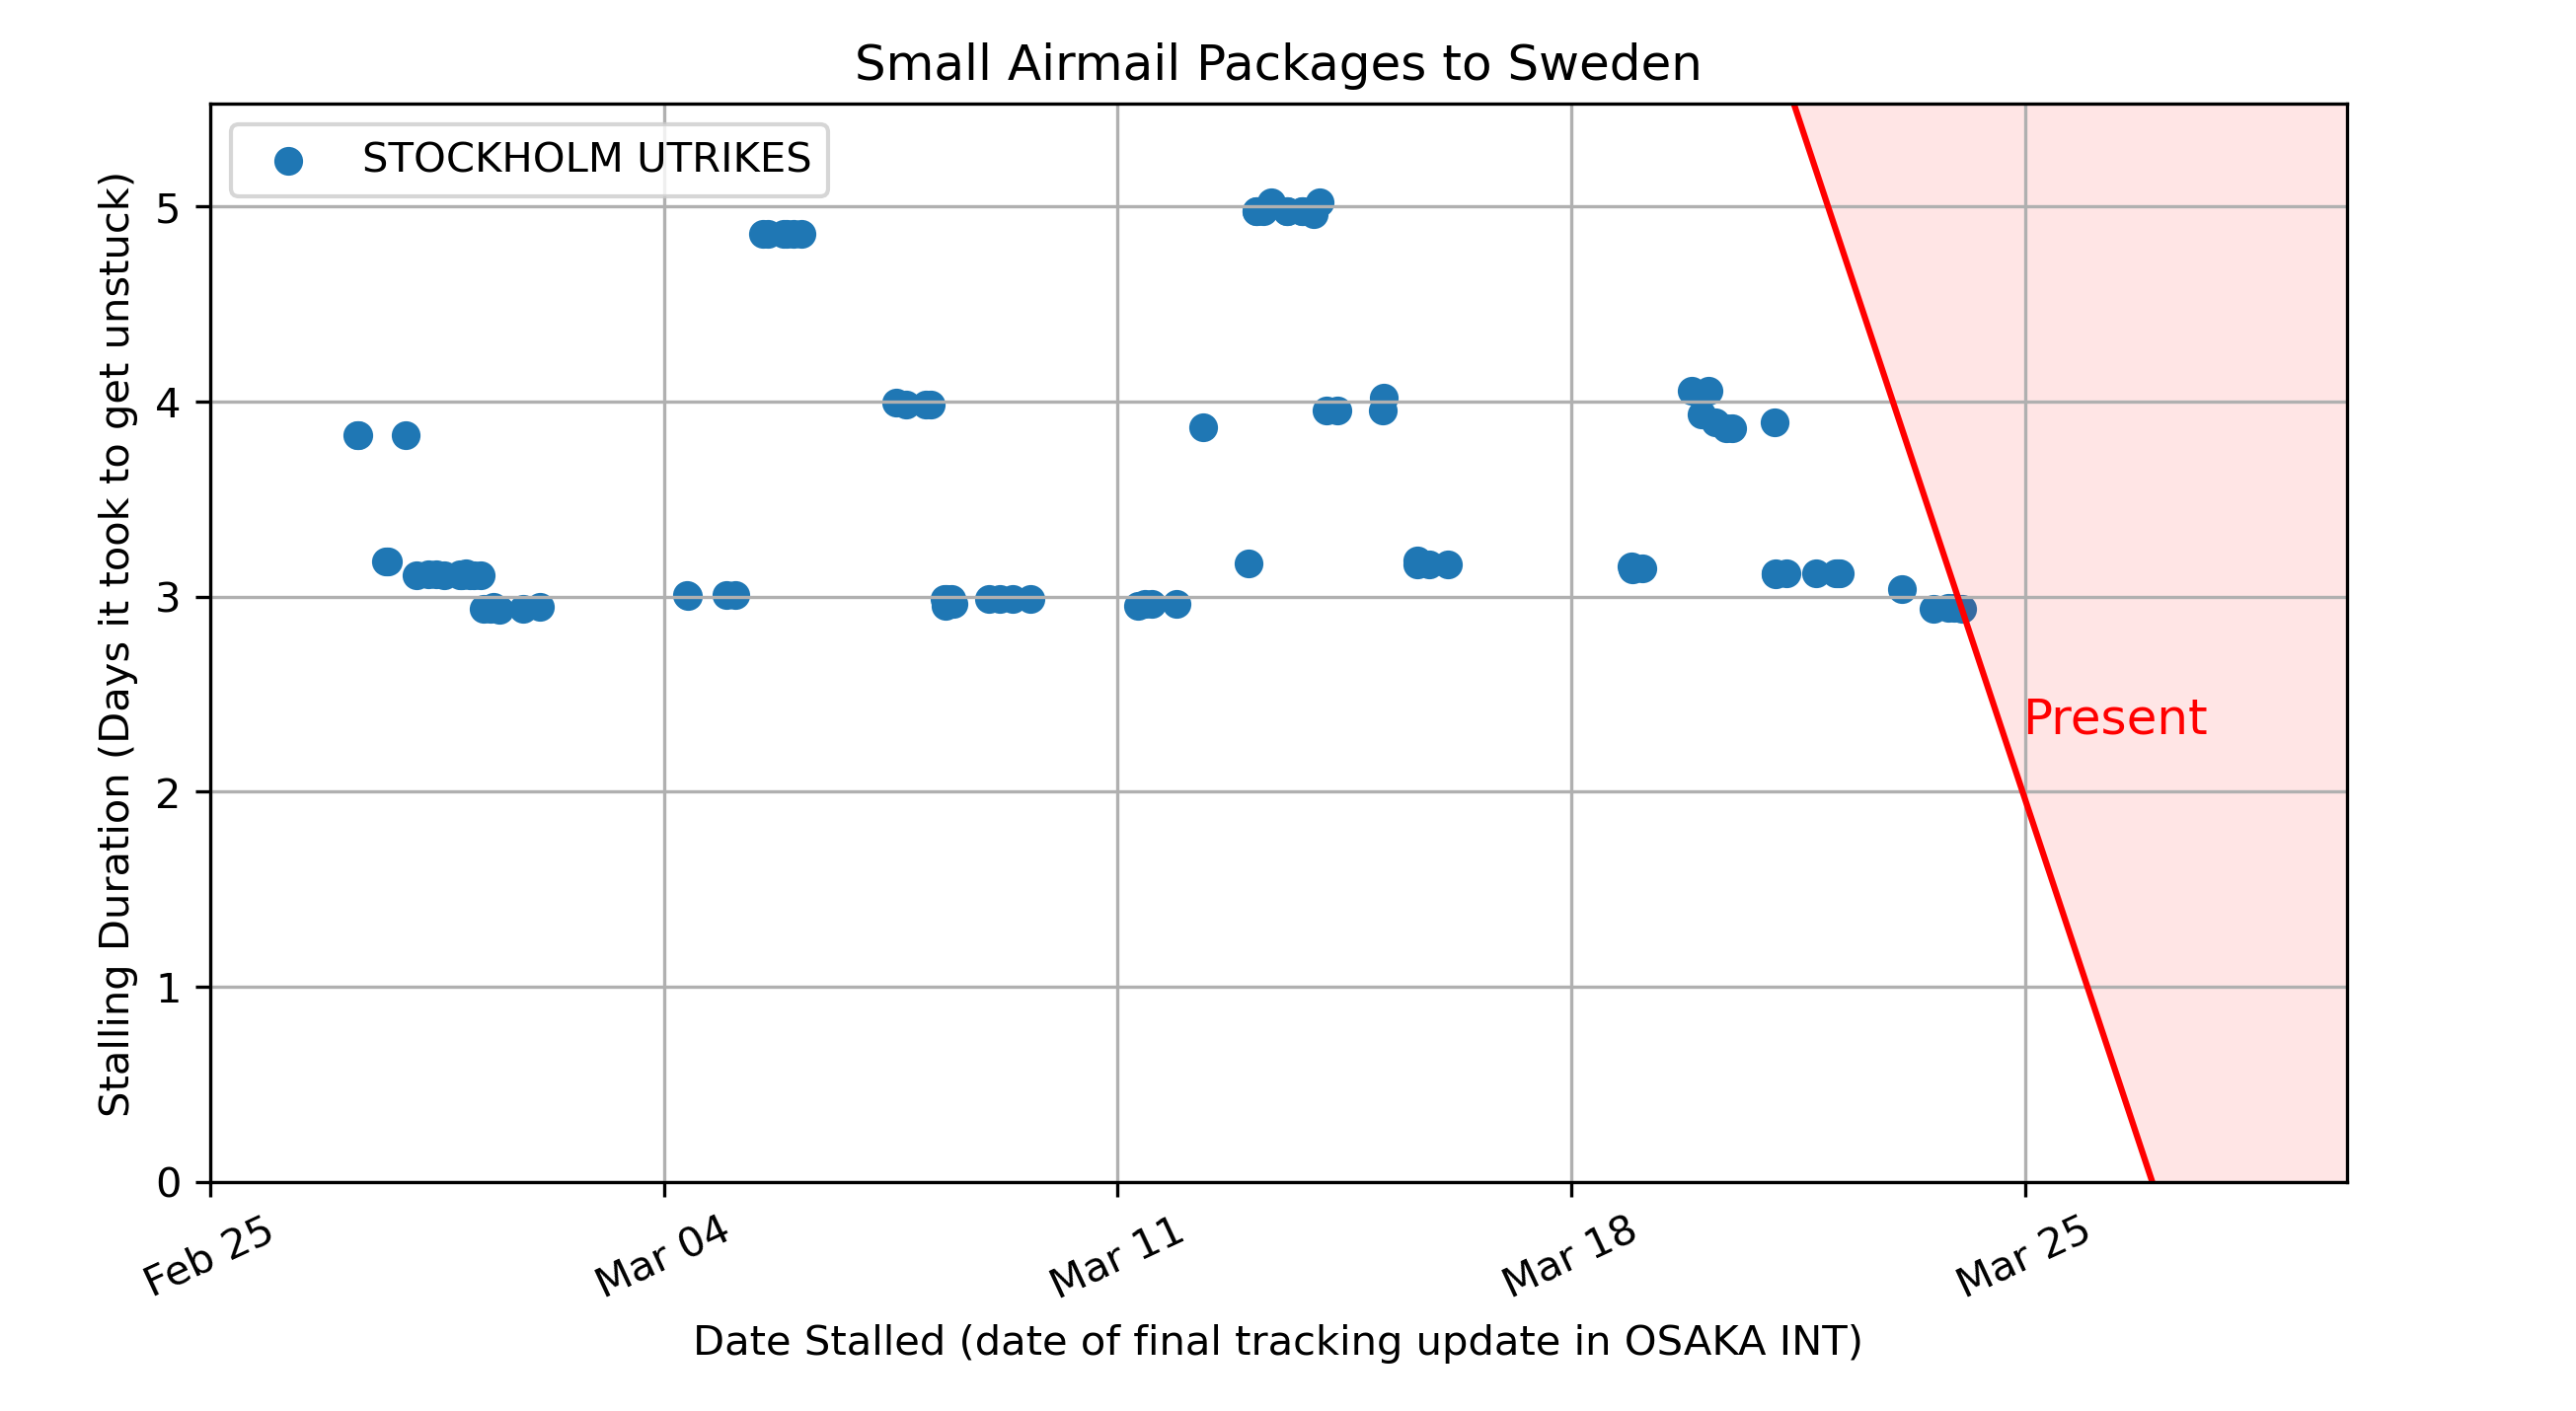 Small Airmail Packages to Sweden
STOCKHOLM UTRIKES
Stalling Duration (Days it took to get unstuck)
5
4
3
2
1
0
Present
Feb 25
Mar 04
Mar 11
Mar 18
Mar 25
Date Stalled (date of final tracking update in OSAKA INT)